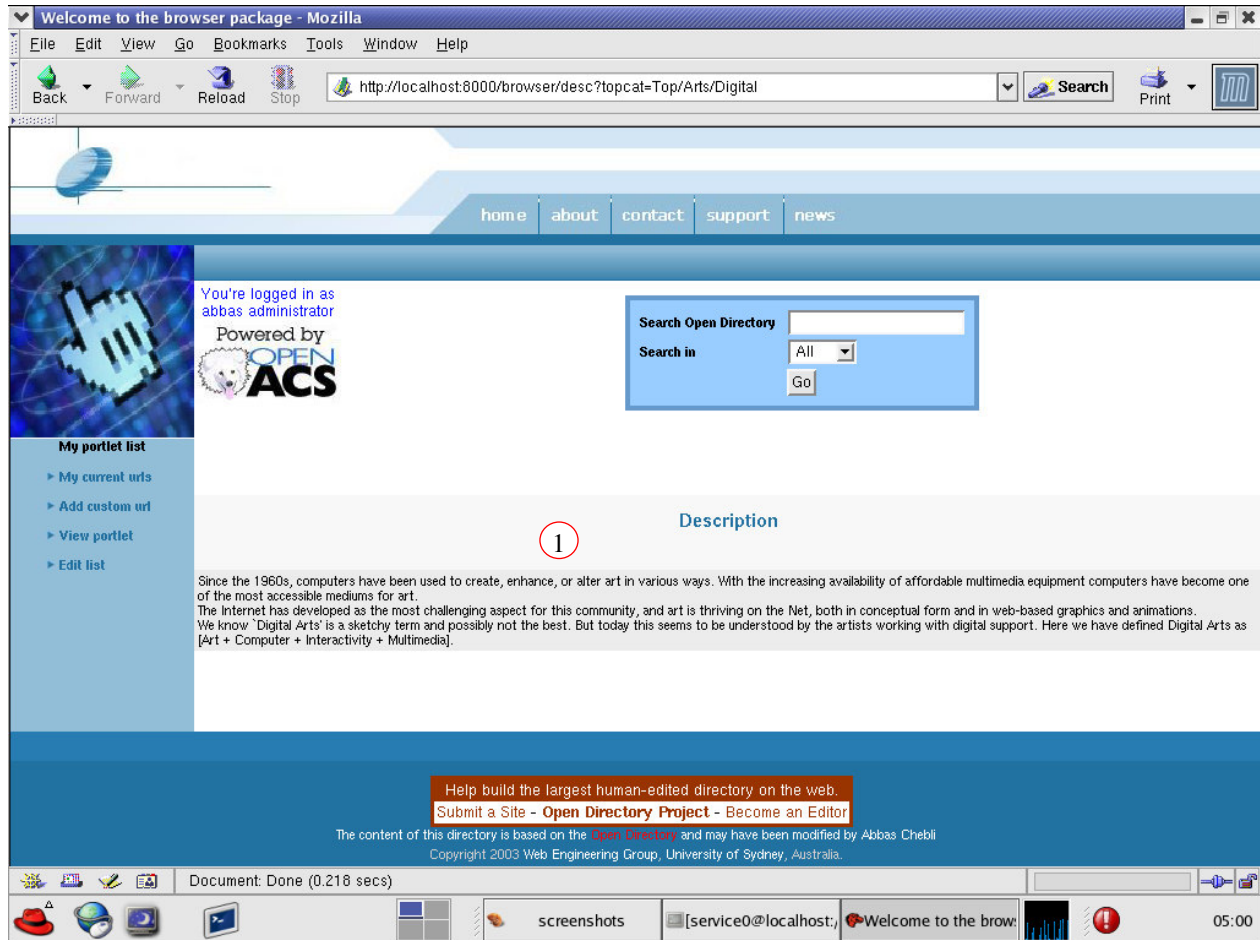 Welcome to the browser package - Mozilla
File Edit View Go Bookmarks Tools Window Help
Back Forward Reload Stop http://localhost:8000/browser/desc?topcat=Top/Arts/Digital Search Print
home about contact support news
You're logged in as
abbas administrator
Powered by
OPEN
ACS
Search Open Directory
Search in All
Go
My portlet list
My current urls
Add custom url
View portlet
Edit list
Description
1
Since the 1960s, computers have been used to create, enhance, or alter art in various ways. With the increasing availability of affordable multimedia equipment computers have become one
of the most accessible mediums for art.
The Internet has developed as the most challenging aspect for this community, and art is thriving on the Net, both in conceptual form and in web-based graphics and animations.
We know `Digital Arts' is a sketchy term and possibly not the best. But today this seems to be understood by the artists working with digital support. Here we have defined Digital Arts as
[Art + Computer + Interactivity + Multimedia].
Help build the largest human-edited directory on the web.
Submit a Site - Open Directory Project - Become an Editor
The content of this directory is based on the Open Directory and may have been modified by Abbas Chebli
Copyright 2003 Web Engineering Group, University of Sydney, Australia.
Document: Done (0.218 secs)
screenshots [service0@localhost:/ Welcome to the brow: 05:00